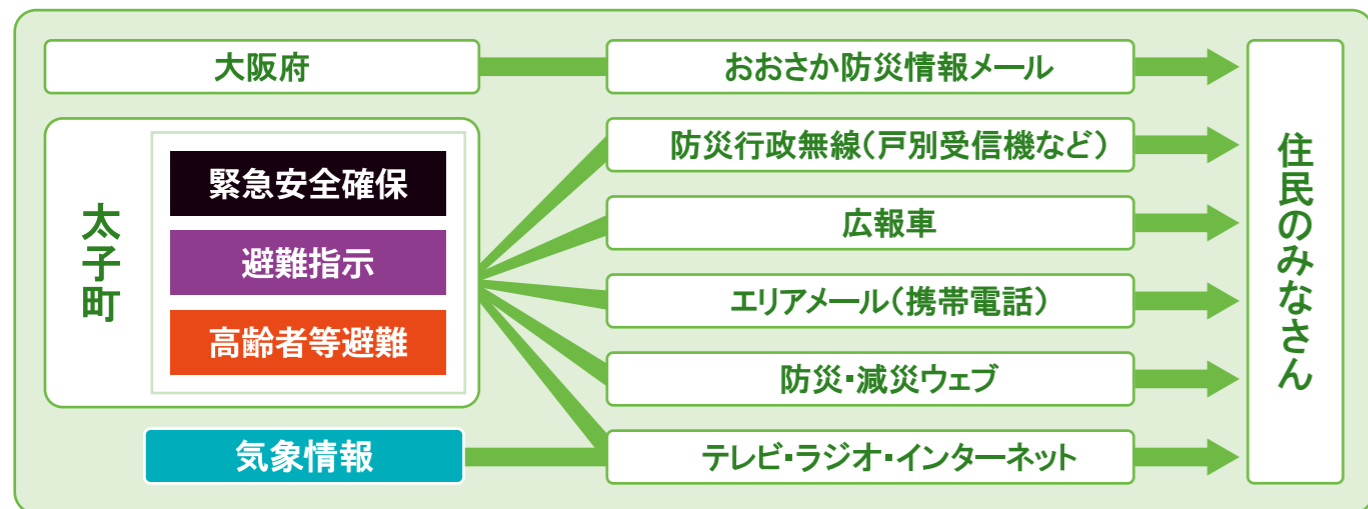 大阪府
おおさか防災情報メール
太子町
緊急安全確保
避難指示
高齢者等避難
気象情報
防災行政無線(戸別受信機など)
広報車
エリアメール(携帯電話)
防災・減災ウェブ
テレビ・ラジオ・インターネット
住民のみなさん